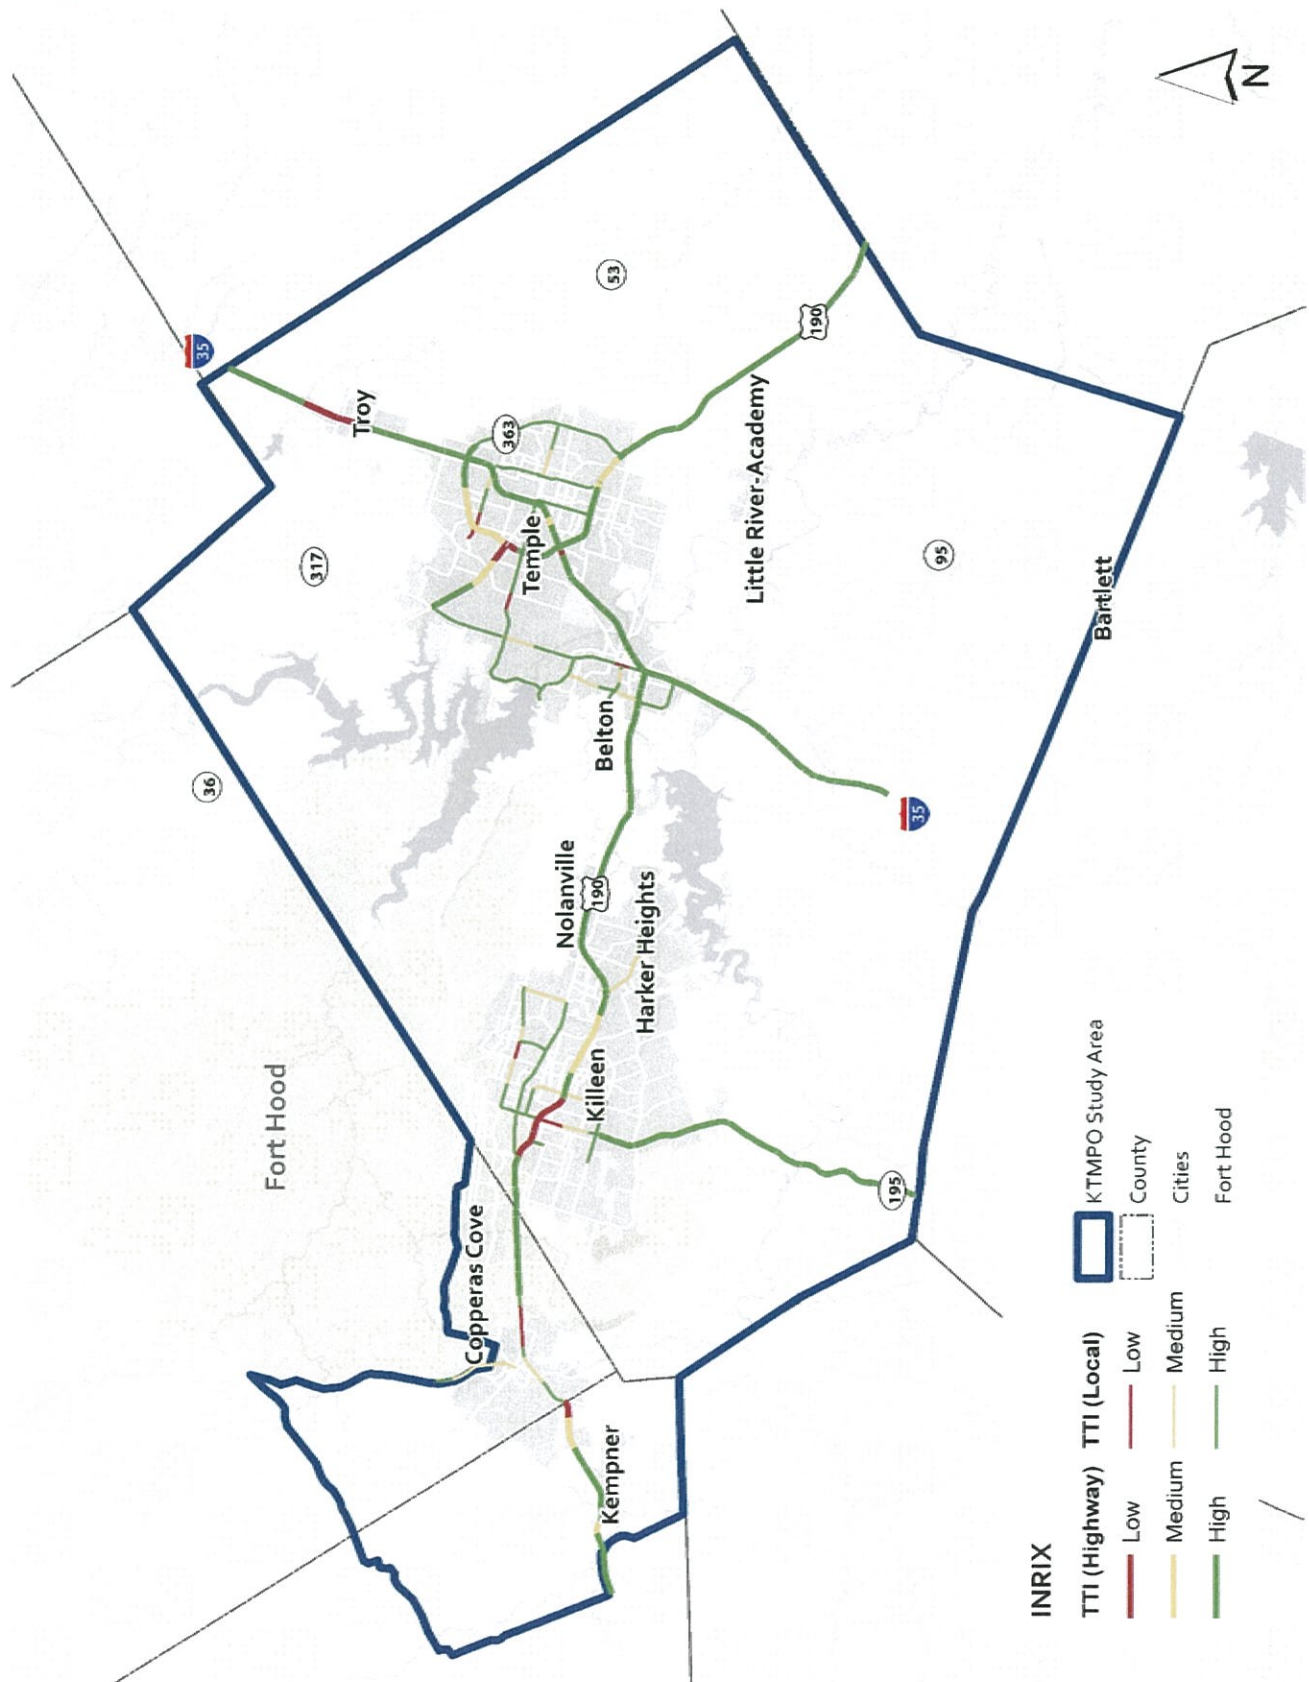 Fort Hood
36
317
35
Troy
363
53
Temple
Belton
Nolanville
190
Harker Heights
Killeen
Copperas Cove
Kempner
Little River-Academy
190
95
Bartlett
35
195
N
INRIX
TTI (Highway) TTI (Local)
Low Low KTMPO Study Area
County
Medium Medium Cities
High High Fort Hood